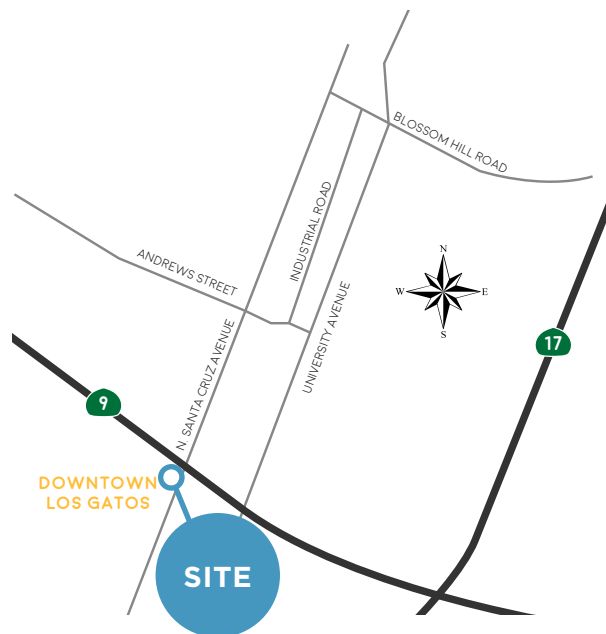 BLOSSOM HILL ROAD
INDUSTRIAL ROAD
ANDREWS STREET
N
W
E
S
UNIVERSITY AVENUE
N. SANTA CRUZ AVENUE
17
9
DOWNTOWN
LOS GATOS
SITE